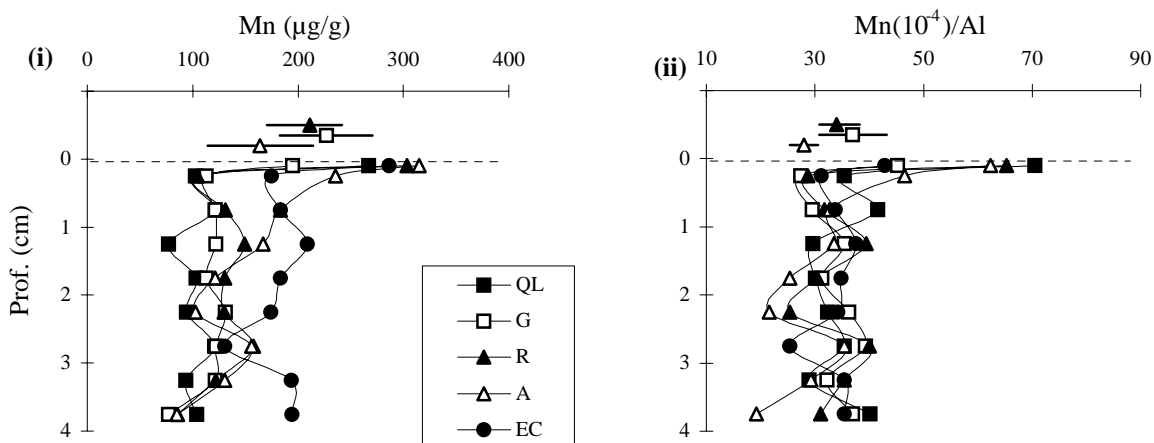 Mn (µg/g)
Mn(10-4)/Al
(i)
0 100 200 300 400
(ii)
10 30 50 70 90
Prof. (cm)
0
1
2
3
4
0
1
2
3
4
QL
G
R
A
EC